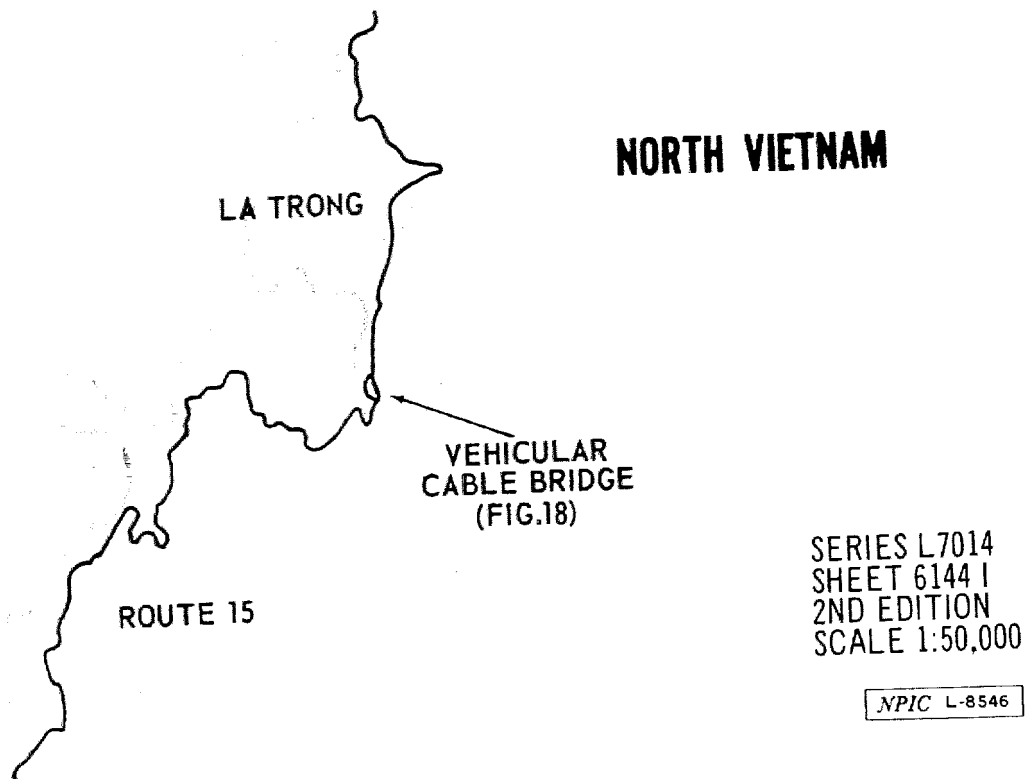 NORTH VIETNAM
LA TRONG
VEHICULAR
CABLE BRIDGE
(FIG.18)
ROUTE 15
SERIES L7014
SHEET 6144 I
2ND EDITION
SCALE 1:50,000
NPIC L-8546